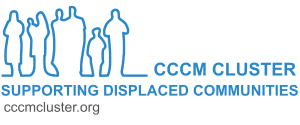 CCCM CLUSTER
SUPPORTING DISPLACED COMMUNITIES
cccmcluster.org